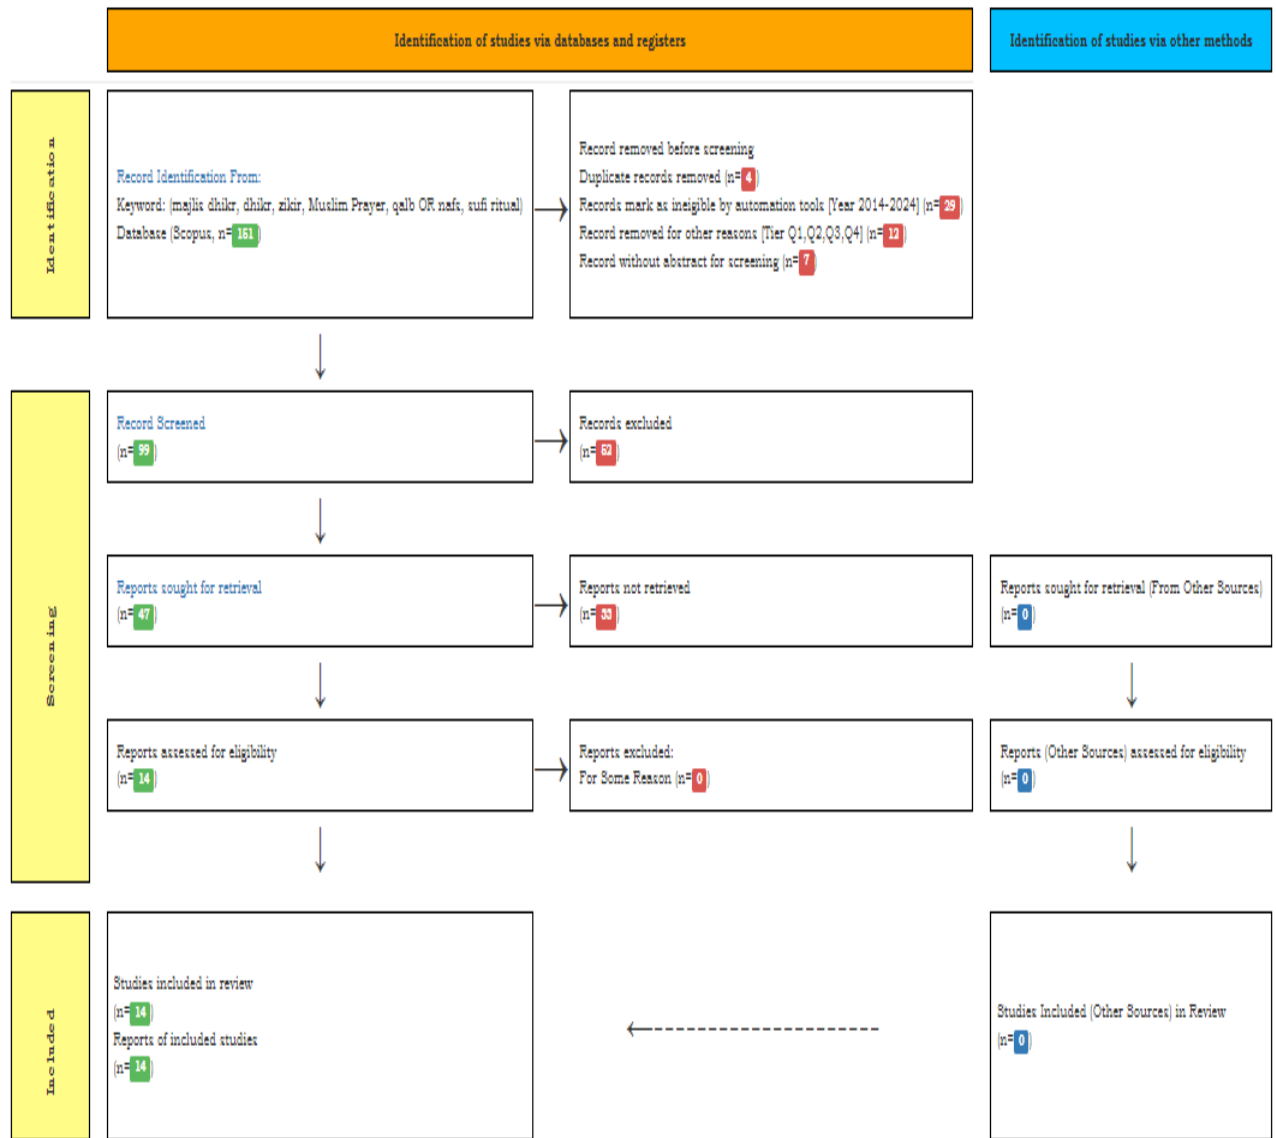 Identification of studies via databases and registers
Identification of studies via other methods
Identification
Record Identification From:
Keyword: (majlis dhikr, dhikr, zikir, Muslim Prayer, qalb OR nafs, sufi ritual)
Database (Scopus, n=151)
Record removed before screening
Duplicate records removed (n=4)
Records mark as ineigible by automation tools [Year 2014-2024] (n=29)
Record removed for other reasons [Tier Q1,Q2,Q3,Q4] (n=12)
Record without abstract for screening (n=7)
Screening
Record Screened
(n=99)
Records excluded
(n=52)
Reports sought for retrieval
(n=47)
Reports not retrieved
(n=33)
Reports sought for retrieval (From Other Sources)
(n=0)
Reports assessed for eligibility
(n=14)
Reports excluded:
For Some Reason (n=0)
Reports (Other Sources) assessed for eligibility
(n=0)
Included
Studies included in review
(n=14)
Reports of included studies
(n=14)
Studies Included (Other Sources) in Review
(n=0)